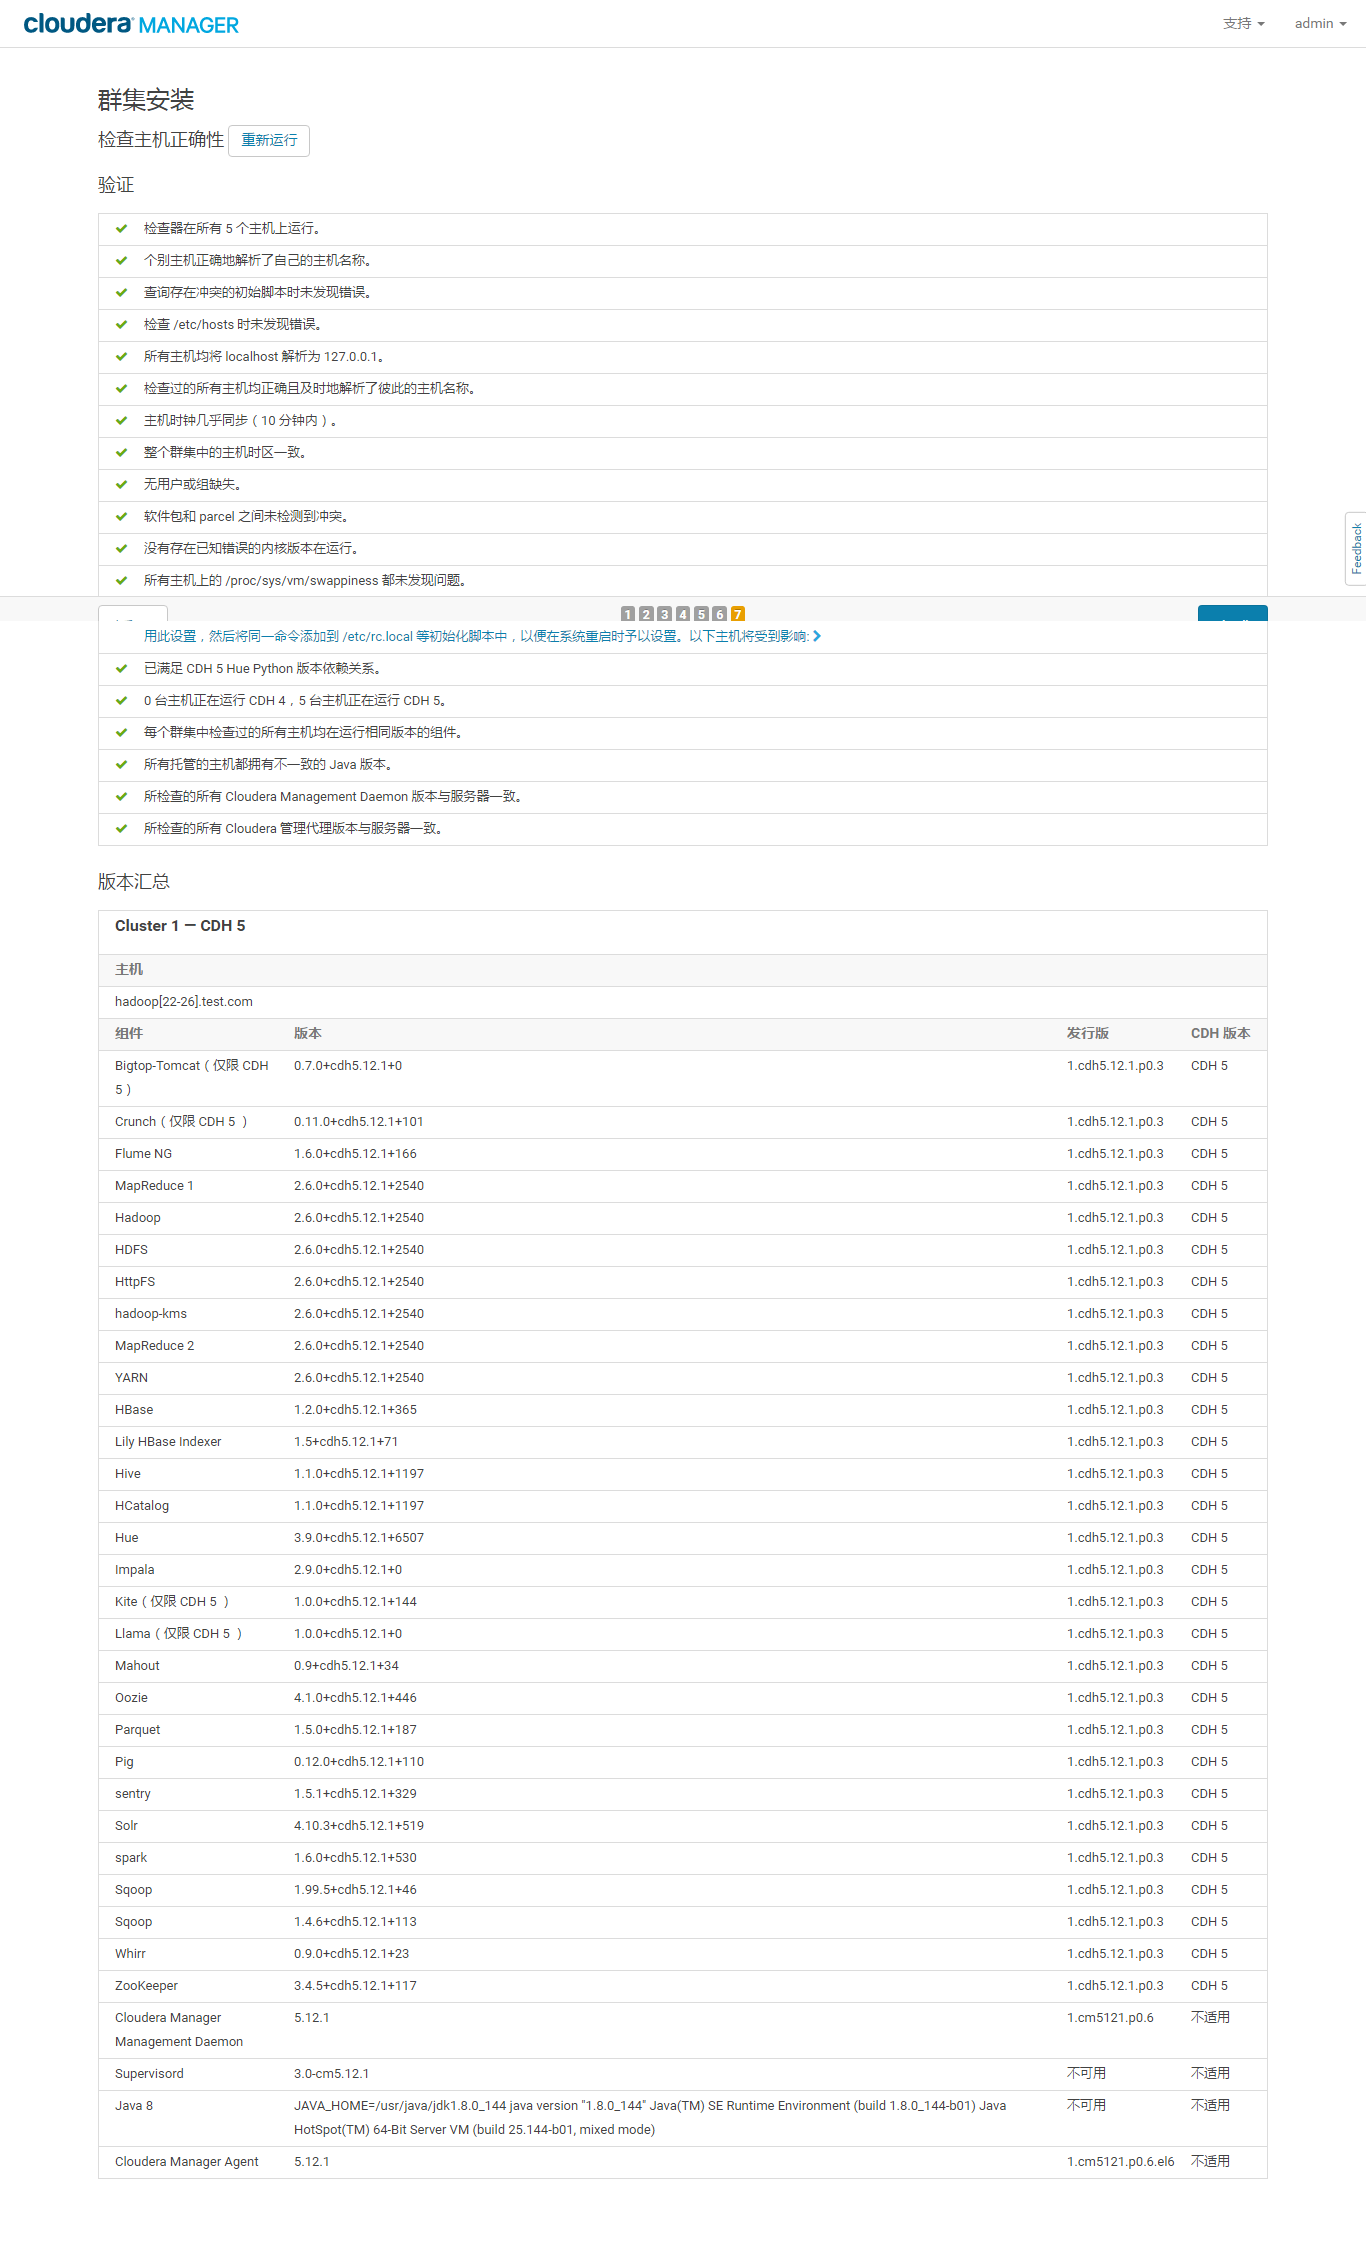 cloudera MANAGER
支持 admin
群集安装
检查主机正确性 重新运行
验证
检查器在所有 5 个主机上运行。
个别主机正确地解析了自己的主机名称。
查询存在冲突的初始脚本时未发现错误。
检查 /etc/hosts 时未发现错误。
所有主机均将 localhost 解析为 127.0.0.1。
检查过的所有主机均正确且及时地解析了彼此的主机名称。
主机时钟几乎同步（10 分钟内）。
整个群集中的主机时区一致。
无用户或组缺失。
软件包和 parcel 之间未检测到冲突。
没有存在已知错误的内核版本在运行。
Feedback
所有主机上的 /proc/sys/vm/swappiness 都未发现问题。
1 2 3 4 5 6 7
用此设置，然后将同一命令添加到 /etc/rc.local 等初始化脚本中，以便在系统重启时予以设置。以下主机将受到影响:
已满足 CDH 5 Hue Python 版本依赖关系。
0 台主机正在运行 CDH 4，5 台主机正在运行 CDH 5。
每个群集中检查过的所有主机均在运行相同版本的组件。
所有托管的主机都拥有不一致的 Java 版本。
所检查的所有 Cloudera Management Daemon 版本与服务器一致。
所检查的所有 Cloudera 管理代理版本与服务器一致。
版本汇总
Cluster 1 — CDH 5
主机
hadoop[22-26].test.com
组件 版本 发行版 CDH 版本
Bigtop-Tomcat（仅限 CDH 0.7.0+cdh5.12.1+0 1.cdh5.12.1.p0.3 CDH 5
5）
Crunch（仅限 CDH 5 ） 0.11.0+cdh5.12.1+101 1.cdh5.12.1.p0.3 CDH 5
Flume NG 1.6.0+cdh5.12.1+166 1.cdh5.12.1.p0.3 CDH 5
MapReduce 1 2.6.0+cdh5.12.1+2540 1.cdh5.12.1.p0.3 CDH 5
Hadoop 2.6.0+cdh5.12.1+2540 1.cdh5.12.1.p0.3 CDH 5
HDFS 2.6.0+cdh5.12.1+2540 1.cdh5.12.1.p0.3 CDH 5
HttpFS 2.6.0+cdh5.12.1+2540 1.cdh5.12.1.p0.3 CDH 5
hadoop-kms 2.6.0+cdh5.12.1+2540 1.cdh5.12.1.p0.3 CDH 5
MapReduce 2 2.6.0+cdh5.12.1+2540 1.cdh5.12.1.p0.3 CDH 5
YARN 2.6.0+cdh5.12.1+2540 1.cdh5.12.1.p0.3 CDH 5
HBase 1.2.0+cdh5.12.1+365 1.cdh5.12.1.p0.3 CDH 5
Lily HBase Indexer 1.5+cdh5.12.1+71 1.cdh5.12.1.p0.3 CDH 5
Hive 1.1.0+cdh5.12.1+1197 1.cdh5.12.1.p0.3 CDH 5
HCatalog 1.1.0+cdh5.12.1+1197 1.cdh5.12.1.p0.3 CDH 5
Hue 3.9.0+cdh5.12.1+6507 1.cdh5.12.1.p0.3 CDH 5
Impala 2.9.0+cdh5.12.1+0 1.cdh5.12.1.p0.3 CDH 5
Kite（仅限 CDH 5 ） 1.0.0+cdh5.12.1+144 1.cdh5.12.1.p0.3 CDH 5
Llama（仅限 CDH 5 ） 1.0.0+cdh5.12.1+0 1.cdh5.12.1.p0.3 CDH 5
Mahout 0.9+cdh5.12.1+34 1.cdh5.12.1.p0.3 CDH 5
Oozie 4.1.0+cdh5.12.1+446 1.cdh5.12.1.p0.3 CDH 5
Parquet 1.5.0+cdh5.12.1+187 1.cdh5.12.1.p0.3 CDH 5
Pig 0.12.0+cdh5.12.1+110 1.cdh5.12.1.p0.3 CDH 5
sentry 1.5.1+cdh5.12.1+329 1.cdh5.12.1.p0.3 CDH 5
Solr 4.10.3+cdh5.12.1+519 1.cdh5.12.1.p0.3 CDH 5
spark 1.6.0+cdh5.12.1+530 1.cdh5.12.1.p0.3 CDH 5
Sqoop 1.99.5+cdh5.12.1+46 1.cdh5.12.1.p0.3 CDH 5
Sqoop 1.4.6+cdh5.12.1+113 1.cdh5.12.1.p0.3 CDH 5
Whirr 0.9.0+cdh5.12.1+23 1.cdh5.12.1.p0.3 CDH 5
ZooKeeper 3.4.5+cdh5.12.1+117 1.cdh5.12.1.p0.3 CDH 5
Cloudera Manager 5.12.1 1.cm5121.p0.6 不适用
Management Daemon
Supervisord 3.0-cm5.12.1 不可用 不适用
Java 8 JAVA_HOME=/usr/java/jdk1.8.0_144 java version "1.8.0_144" Java(TM) SE Runtime Environment (build 1.8.0_144-b01) Java 不可用 不适用
HotSpot(TM) 64-Bit Server VM (build 25.144-b01, mixed mode)
Cloudera Manager Agent 5.12.1 1.cm5121.p0.6.el6 不适用